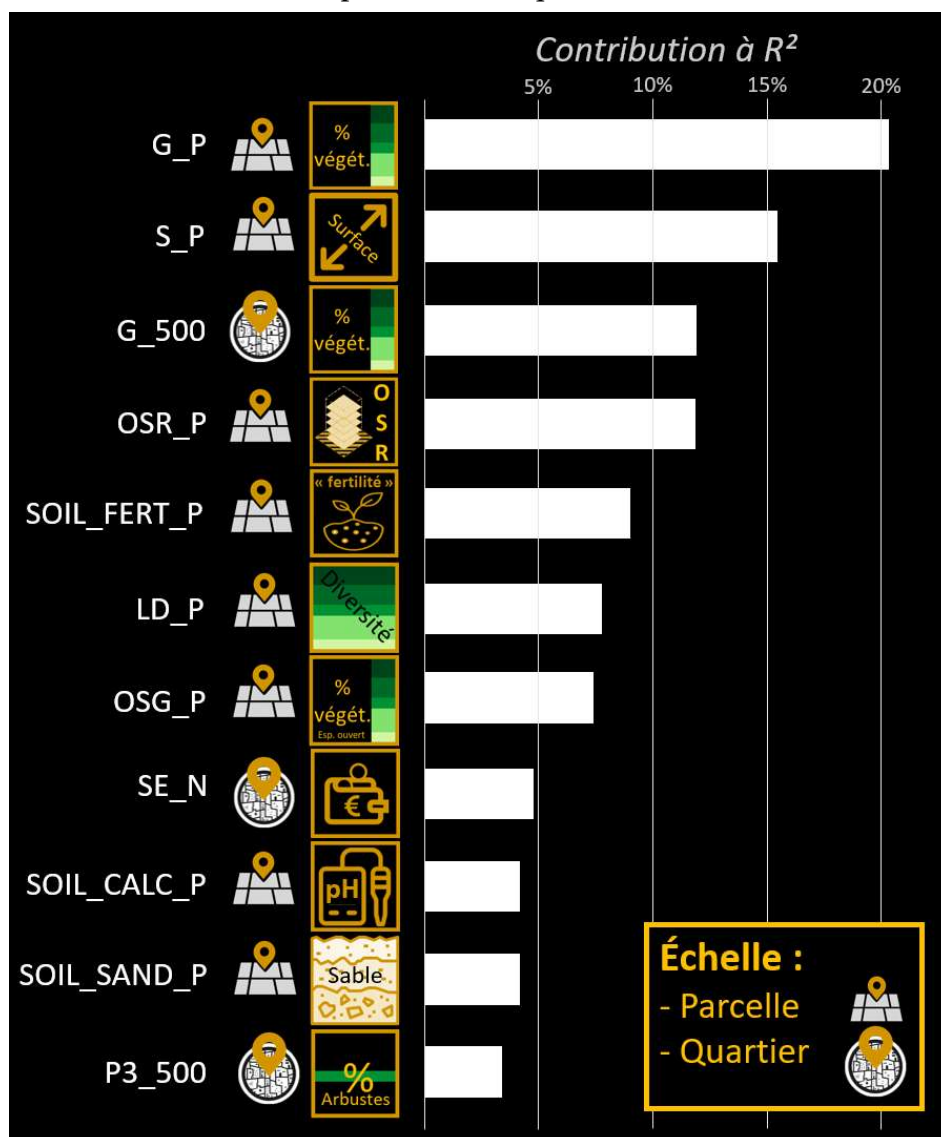 Contribution à R²
5% 10% 15% 20%
G_P % végét.
S_P Surface
G_500 % végét.
OSR_P O S R
SOIL_FERT_P « fertilité »
LD_P Diversité
OSG_P % végét. Esp. ouvert
SE_N €
SOIL_CALC_P pH
SOIL_SAND_P Sable
P3_500 % Arbustes
Échelle :
- Parcelle
- Quartier